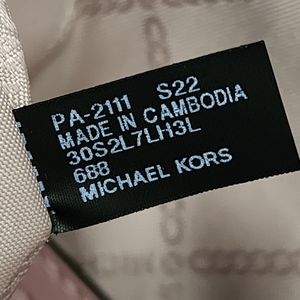 PA-2111 S22
MADE IN CAMBODIA
30S2L7LH3L
688
MICHAEL KORS